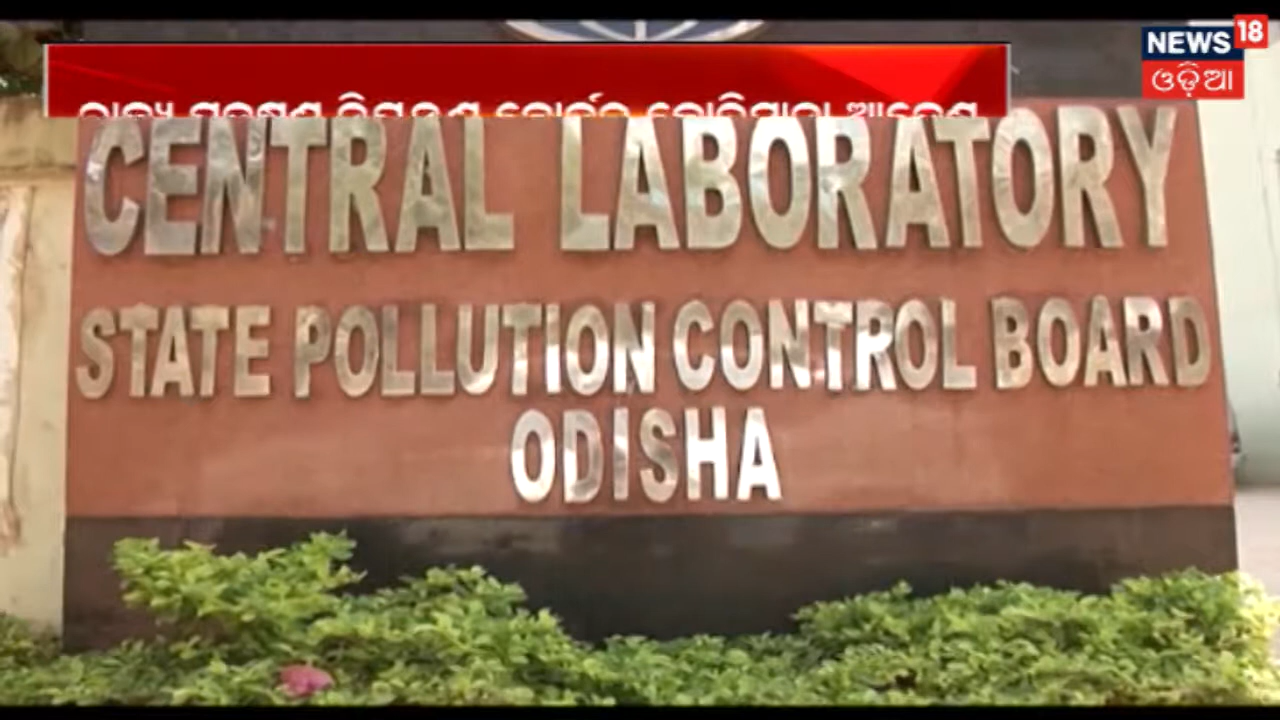 NEWS 18
ଓଡ଼ିଆ
CENTRAL LABORATORY
STATE POLLUTION CONTROL BOARD
ODISHA